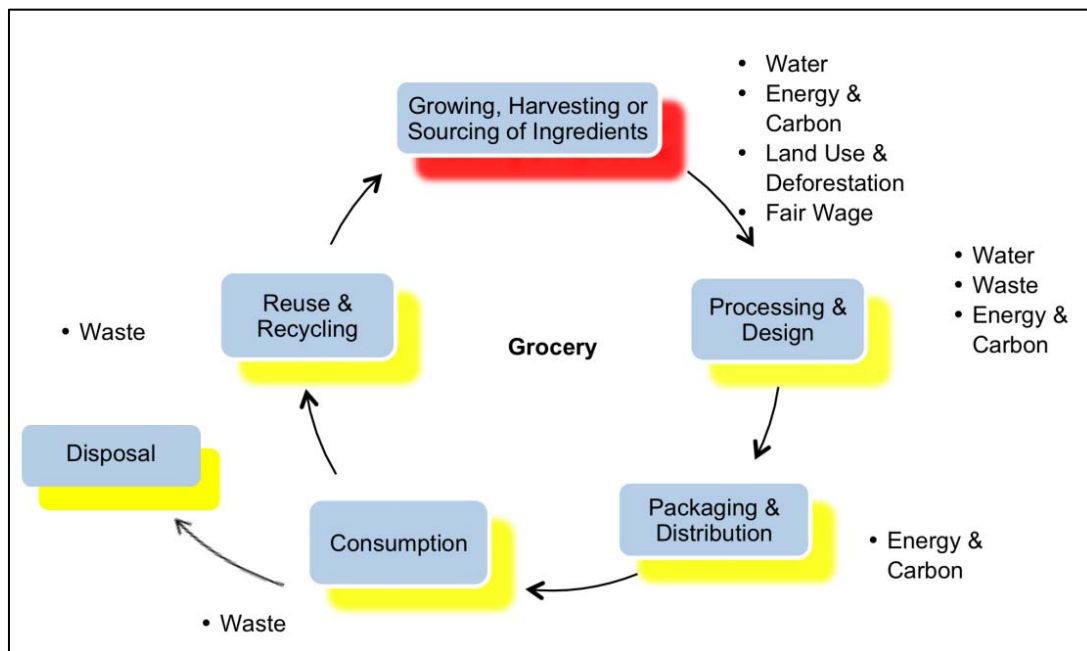 Growing, Harvesting or
Sourcing of Ingredients
• Water
• Energy &
Carbon
• Land Use &
Deforestation
• Fair Wage
Processing &
Design
• Water
• Waste
• Energy &
Carbon
Packaging &
Distribution
• Energy &
Carbon
Consumption
• Waste
Disposal
Reuse &
Recycling
• Waste
Grocery